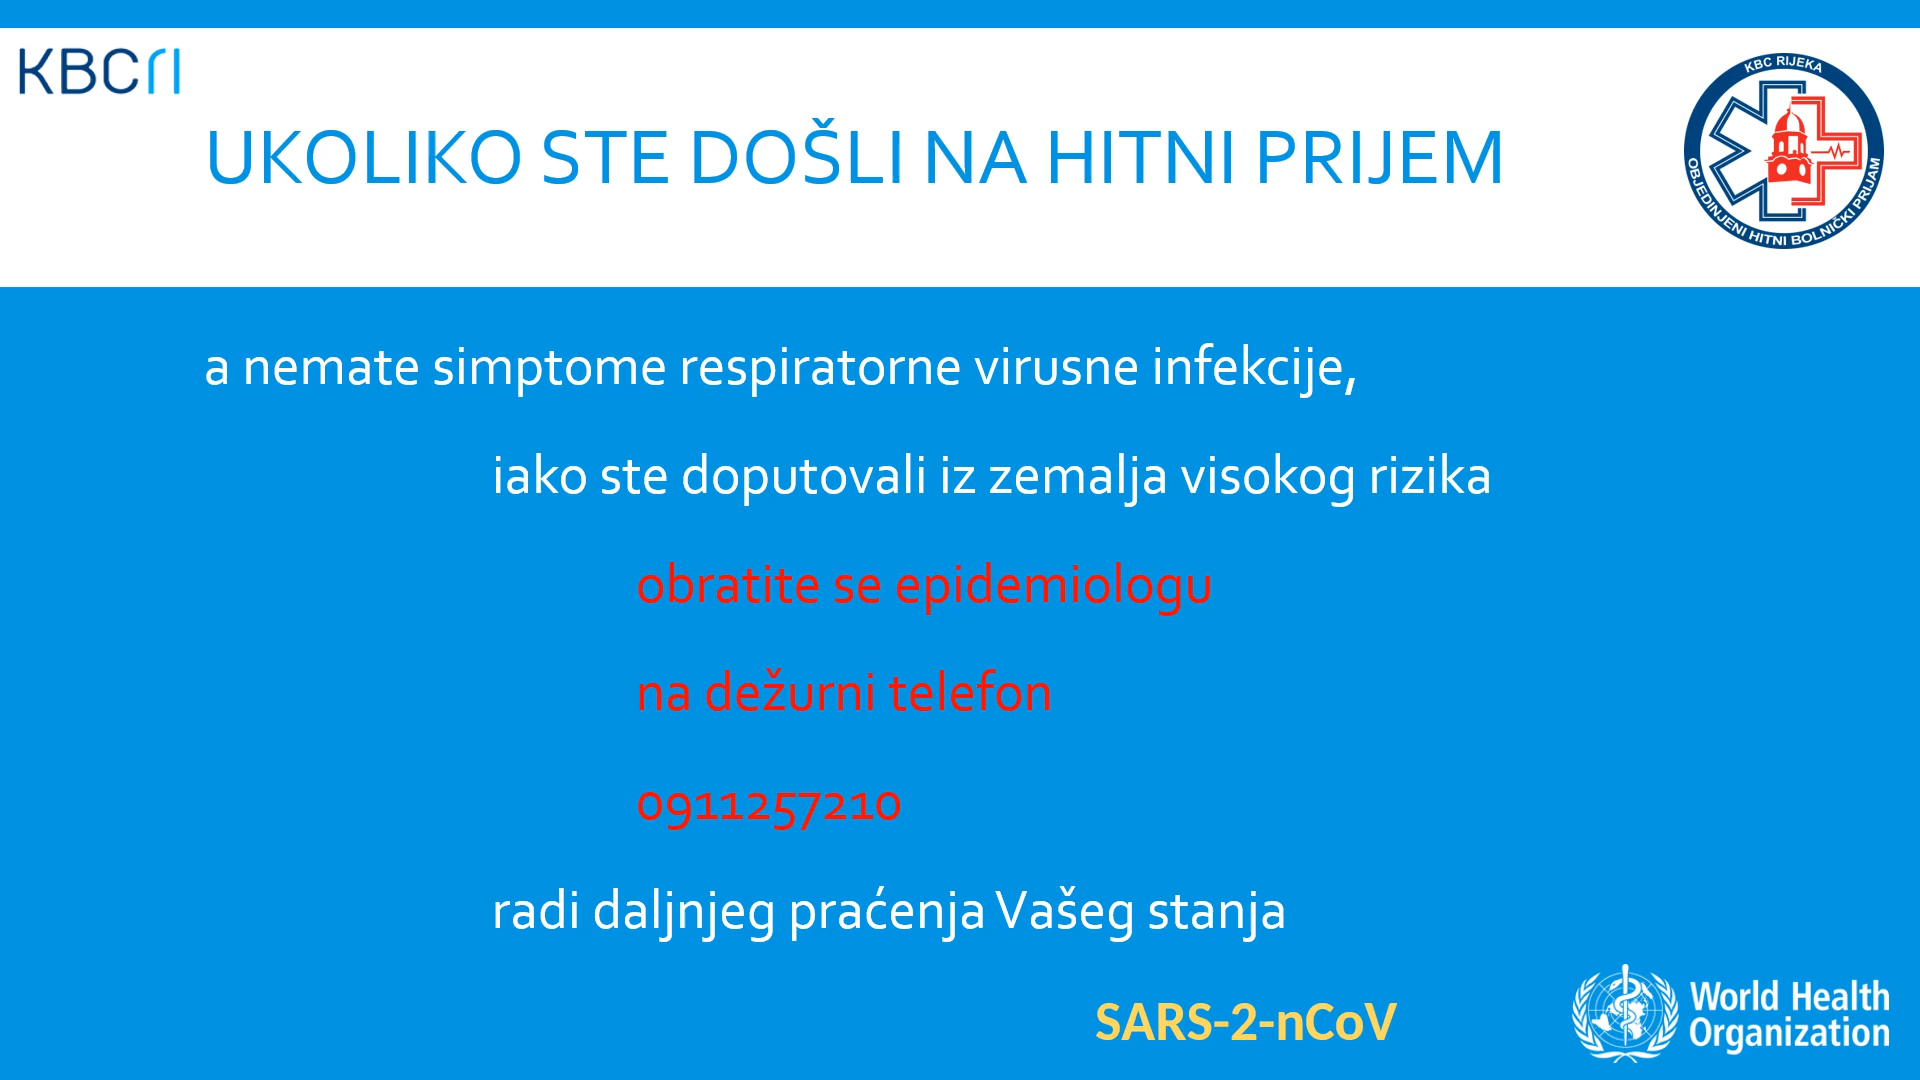 KBCrI
KBC RIJEKA
UKOLIKO STE DOŠLI NA HITNI PRIJEM
OBJEDINJENI HITNI BOLNIČKI PRIJAM
a nemate simptome respiratorne virusne infekcije,
iako ste doputovali iz zemalja visokog rizika
obratite se epidemiologu
na dežurni telefon
0911257210
radi daljnjeg praćenja Vašeg stanja
SARS-2-nCoV
World Health
Organization